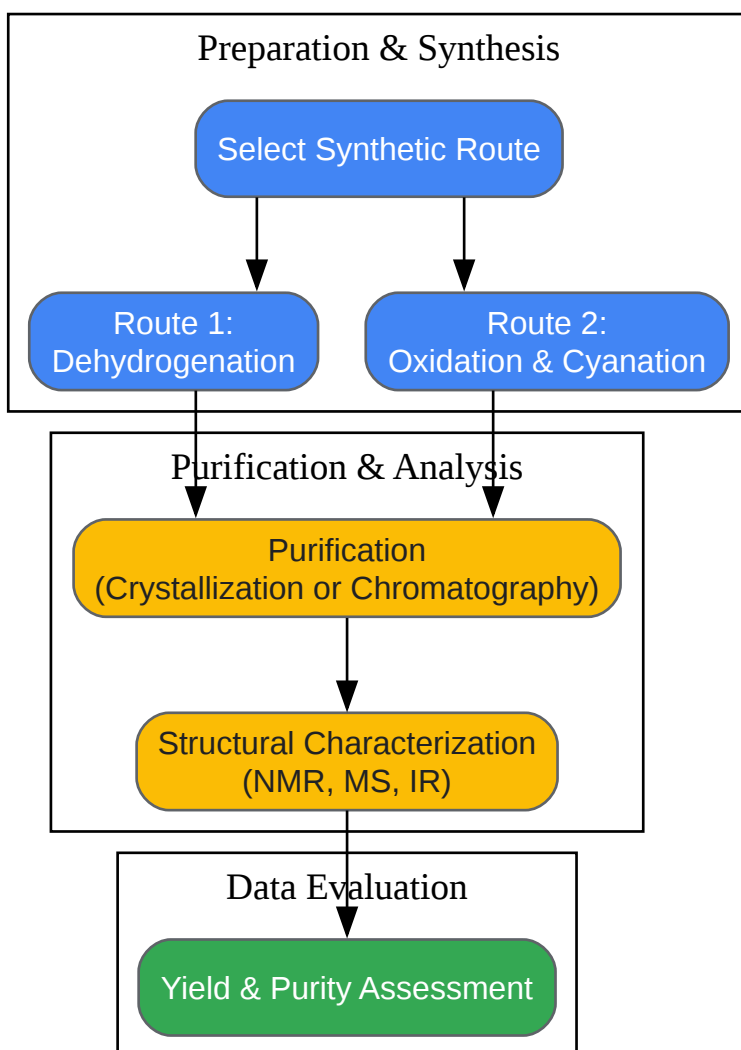 Preparation & Synthesis
Select Synthetic Route
Route 1:
Dehydrogenation
Route 2:
Oxidation & Cyanation
Purification & Analysis
Purification
(Crystallization or Chromatography)
Structural Characterization
(NMR, MS, IR)
Data Evaluation
Yield & Purity Assessment